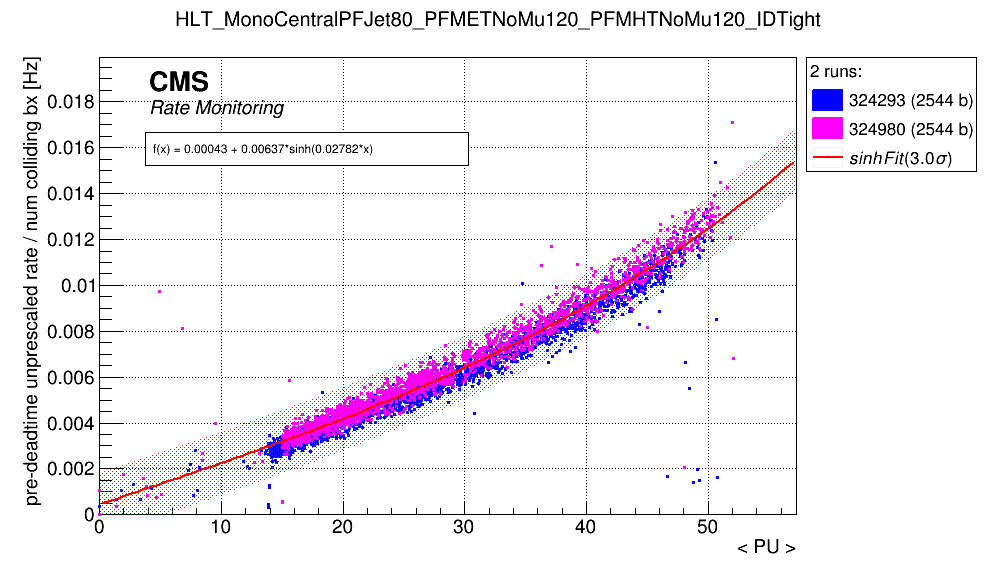 HLT_MonoCentralPFJet80_PFMETNoMu120_PFMHTNoMu120_IDTight
pre-deadtime unprescaled rate / num colliding bx [Hz]
0.018
0.016
0.014
0.012
0.01
0.008
0.006
0.004
0.002
0
CMS
Rate Monitoring
f(x) = 0.00043 + 0.00637*sinh(0.02782*x)
2 runs:
324293 (2544 b)
324980 (2544 b)
sinhFit(3.0σ)
0 10 20 30 40 50
< PU >